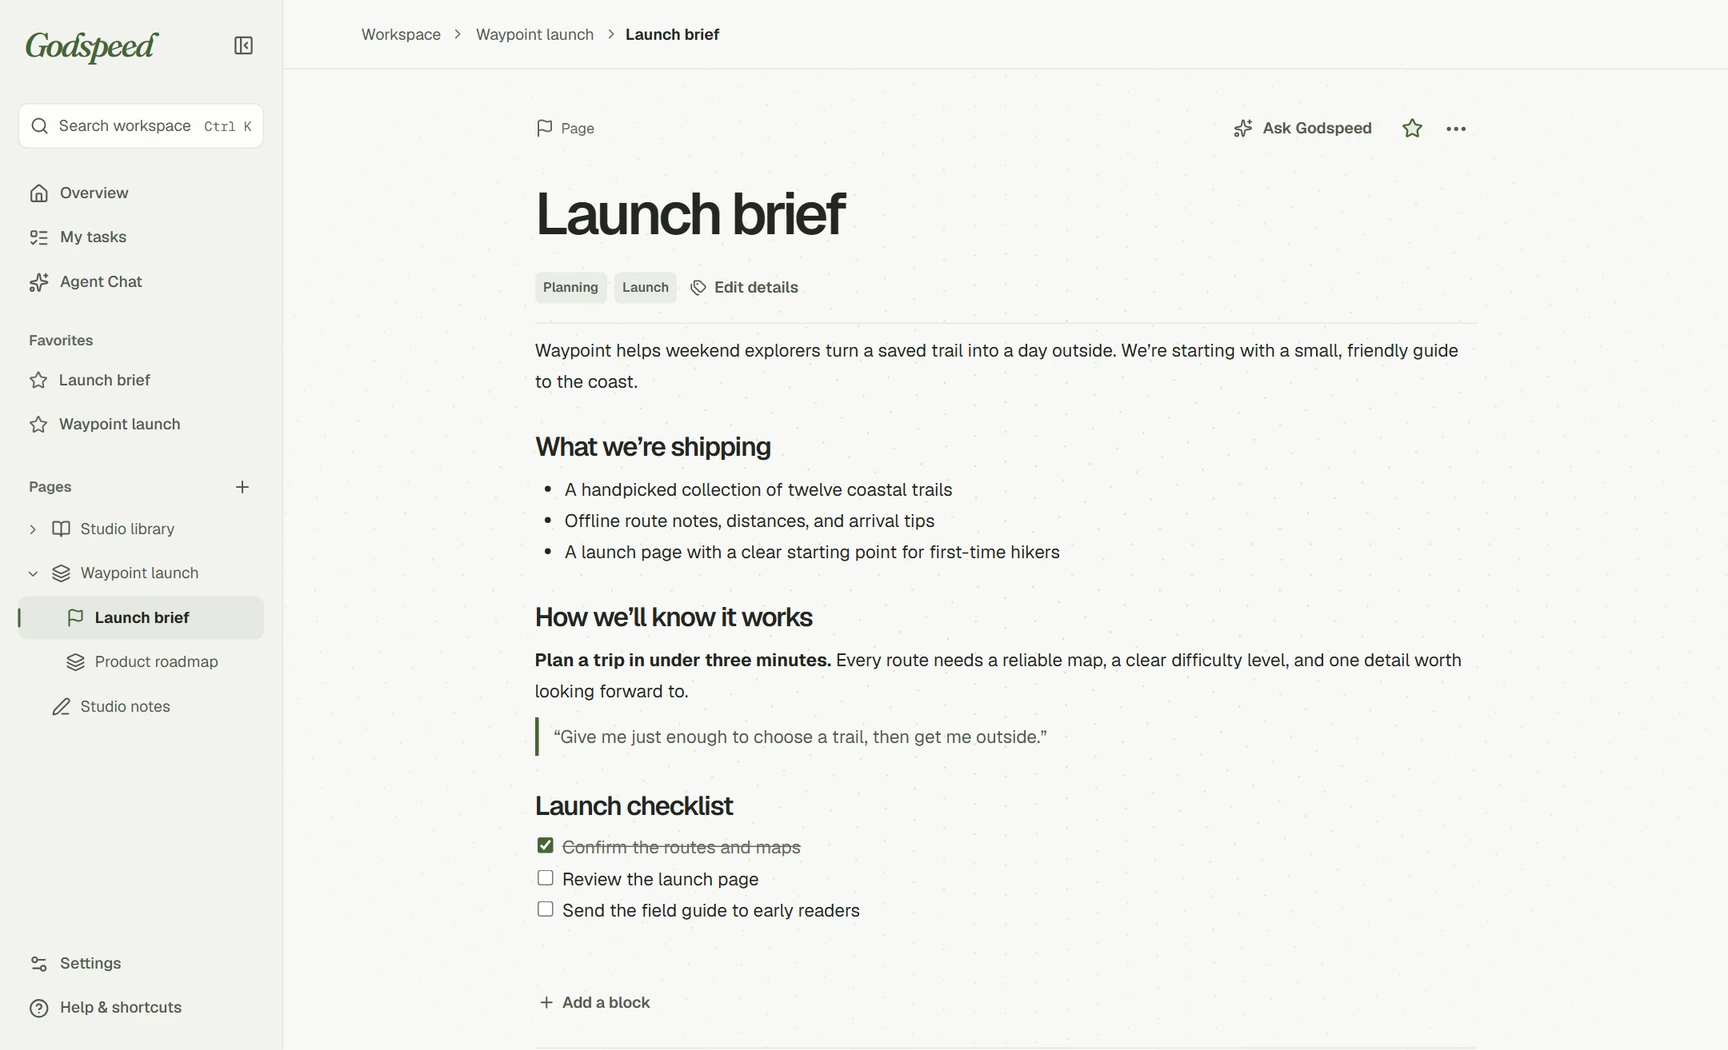 Godspeed
Search workspace Ctrl K
Overview
My tasks
Agent Chat
Favorites
Launch brief
Waypoint launch
Pages
Studio library
Waypoint launch
Launch brief
Product roadmap
Studio notes
Settings
Help & shortcuts
Workspace > Waypoint launch > Launch brief
Page
Ask Godspeed
Launch brief
Planning Launch Edit details
Waypoint helps weekend explorers turn a saved trail into a day outside. We’re starting with a small, friendly guide
to the coast.
What we’re shipping
• A handpicked collection of twelve coastal trails
• Offline route notes, distances, and arrival tips
• A launch page with a clear starting point for first-time hikers
How we’ll know it works
Plan a trip in under three minutes. Every route needs a reliable map, a clear difficulty level, and one detail worth
looking forward to.
“Give me just enough to choose a trail, then get me outside.”
Launch checklist
Confirm the routes and maps
Review the launch page
Send the field guide to early readers
+ Add a block